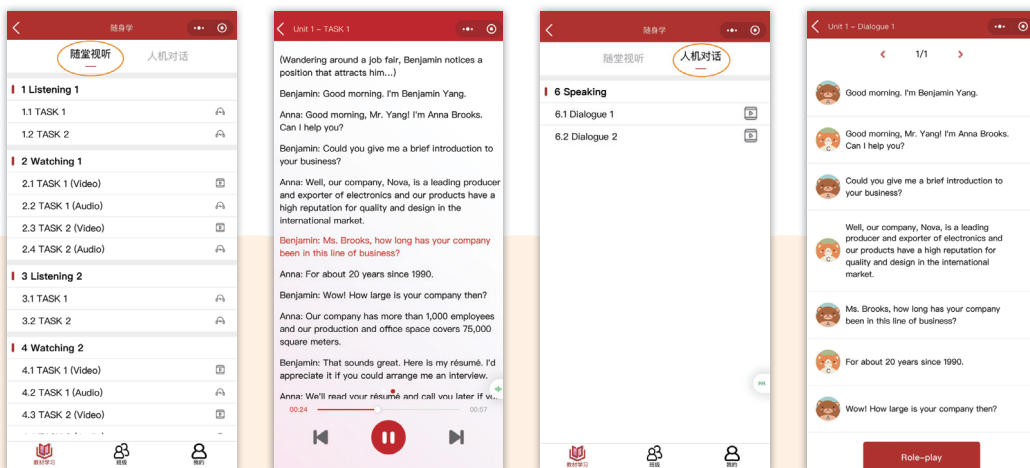 随身学
随堂视听
人机对话
1 Listening 1
1.1 TASK 1
1.2 TASK 2
2 Watching 1
2.1 TASK 1 (Video)
2.2 TASK 1 (Audio)
2.3 TASK 2 (Video)
2.4 TASK 2 (Audio)
3 Listening 2
3.1 TASK 1
3.2 TASK 2
4 Watching 2
4.1 TASK 1 (Video)
4.2 TASK 1 (Audio)
4.3 TASK 2 (Video)
教材学习
班级
我的
Unit 1 – TASK 1
(Wandering around a job fair, Benjamin notices a
position that attracts him...)
Benjamin: Good morning. I'm Benjamin Yang.
Anna: Good morning, Mr. Yang! I'm Anna Brooks.
Can I help you?
Benjamin: Could you give me a brief introduction to
your business?
Anna: Well, our company, Nova, is a leading producer
and exporter of electronics and our products have a
high reputation for quality and design in the
international market.
Benjamin: Ms. Brooks, how long has your company
been in this line of business?
Anna: For about 20 years since 1990.
Benjamin: Wow! How large is your company then?
Anna: Our company has more than 1,000 employees
and our production and office space covers 75,000
square meters.
Benjamin: That sounds great. Here is my résumé. I'd
appreciate it if you could arrange me an interview.
Anna: We'll read your résumé and call you later if
00:24
00:57
随身学
随堂视听
人机对话
6 Speaking
6.1 Dialogue 1
6.2 Dialogue 2
教材学习
班级
我的
Unit 1 – Dialogue 1
1/1
Good morning. I'm Benjamin Yang.
Good morning, Mr. Yang! I'm Anna Brooks.
Can I help you?
Could you give me a brief introduction to
your business?
Well, our company, Nova, is a leading
producer and exporter of electronics and
our products have a high reputation for
quality and design in the international
market.
Ms. Brooks, how long has your company
been in this line of business?
For about 20 years since 1990.
Wow! How large is your company then?
Role-play